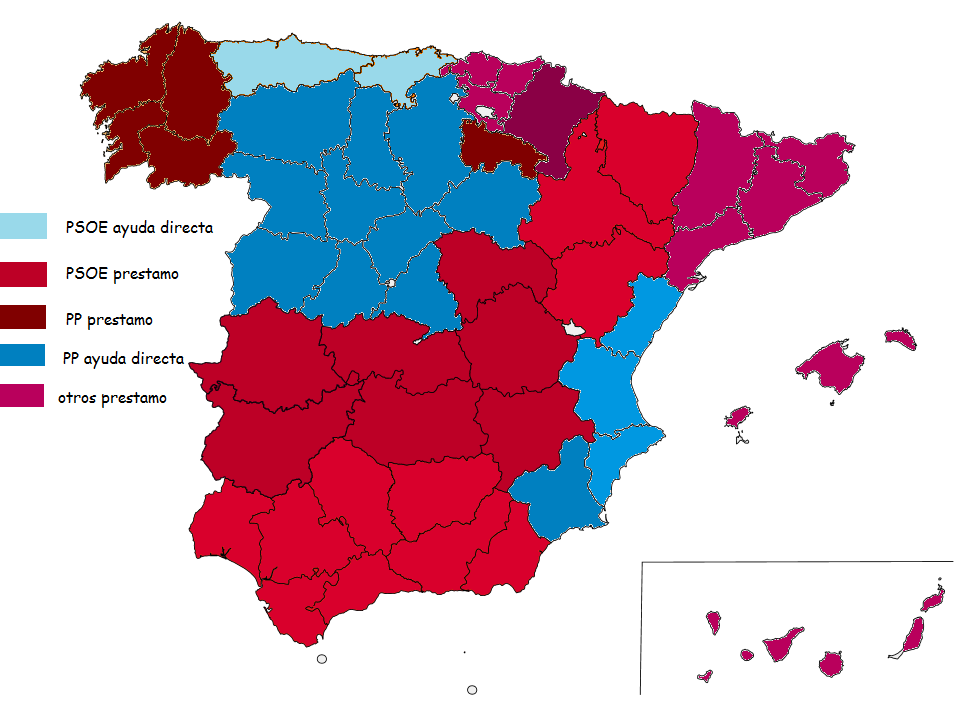 PSOE ayuda directa
PSOE prestamo
PP prestamo
PP ayuda directa
otros prestamo